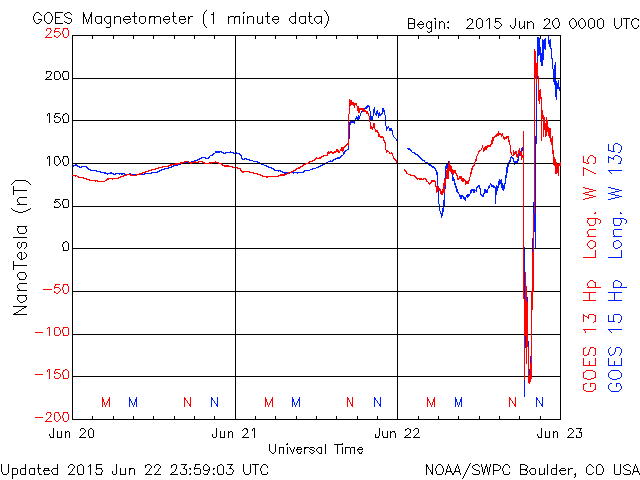 GOES Magnetometer (1 minute data)
Begin: 2015 Jun 20 0000 UTC
250
200
150
100
50
0
-50
-100
-150
-200
NanoTesla (nT)
M M N N M M N N M M N N
Jun 20 Jun 21 Jun 22 Jun 23
Universal Time
GOES 13 Hp Long. W 75
GOES 15 Hp Long. W 135
Updated 2015 Jun 22 23:59:03 UTC
NOAA/SWPC Boulder, CO USA